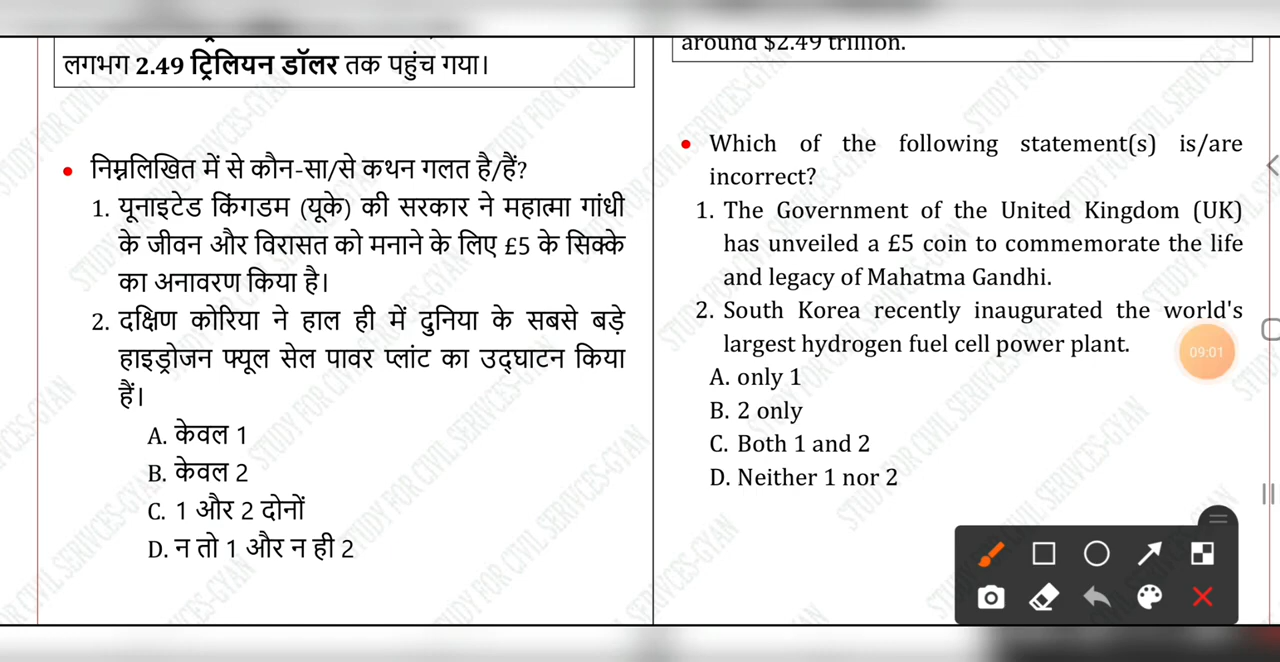 लगभग 2.49 ट्रिलियन डॉलर तक पहुंच गया।
• निम्नलिखित में से कौन-सा/से कथन गलत है/हैं?
1. यूनाइटेड किंगडम (यूके) की सरकार ने महात्मा गांधी
के जीवन और विरासत को मनाने के लिए £5 के सिक्के
का अनावरण किया है।
2. दक्षिण कोरिया ने हाल ही में दुनिया के सबसे बड़े
हाइड्रोजन फ्यूल सेल पावर प्लांट का उद्घाटन किया
हैं।
A. केवल 1
B. केवल 2
C. 1 और 2 दोनों
D. न तो 1 और न ही 2
around $2.49 trillion.
• Which of the following statement(s) is/are
incorrect?
1. The Government of the United Kingdom (UK)
has unveiled a £5 coin to commemorate the life
and legacy of Mahatma Gandhi.
2. South Korea recently inaugurated the world's
largest hydrogen fuel cell power plant.
A. only 1
B. 2 only
C. Both 1 and 2
D. Neither 1 nor 2
09:01
STUDY FOR CIVIL SERIVCES-GYAN